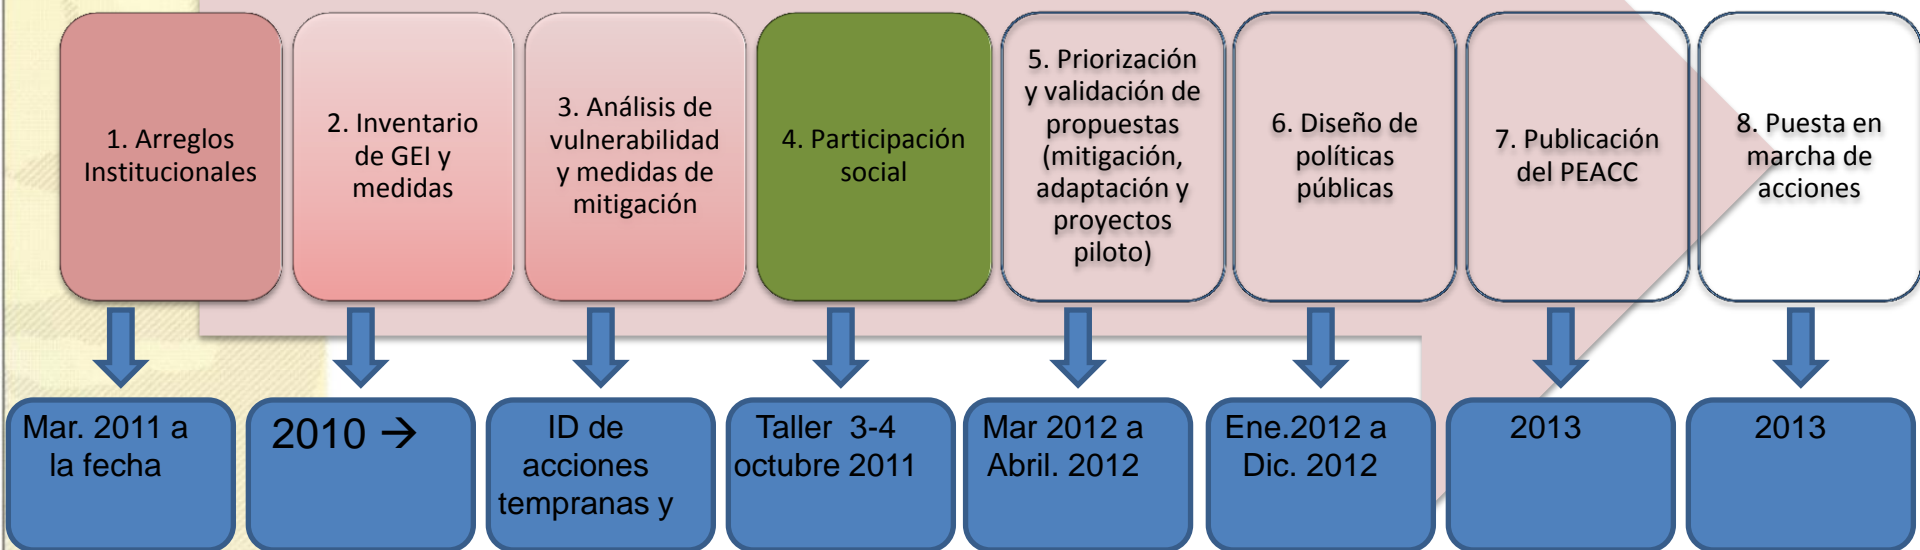 1. Arreglos
Institucionales
2. Inventario
de GEI y
medidas
3. Análisis de
vulnerabilidad
y medidas de
mitigación
4. Participación
social
5. Priorización
y validación de
propuestas
(mitigación,
adaptación y
proyectos
piloto)
6. Diseño de
políticas
públicas
7. Publicación
del PEACC
8. Puesta en
marcha de
acciones
Mar. 2011 a
la fecha
2010 →
ID de
acciones
tempranas y
Taller 3-4
octubre 2011
Mar 2012 a
Abril. 2012
Ene.2012 a
Dic. 2012
2013
2013